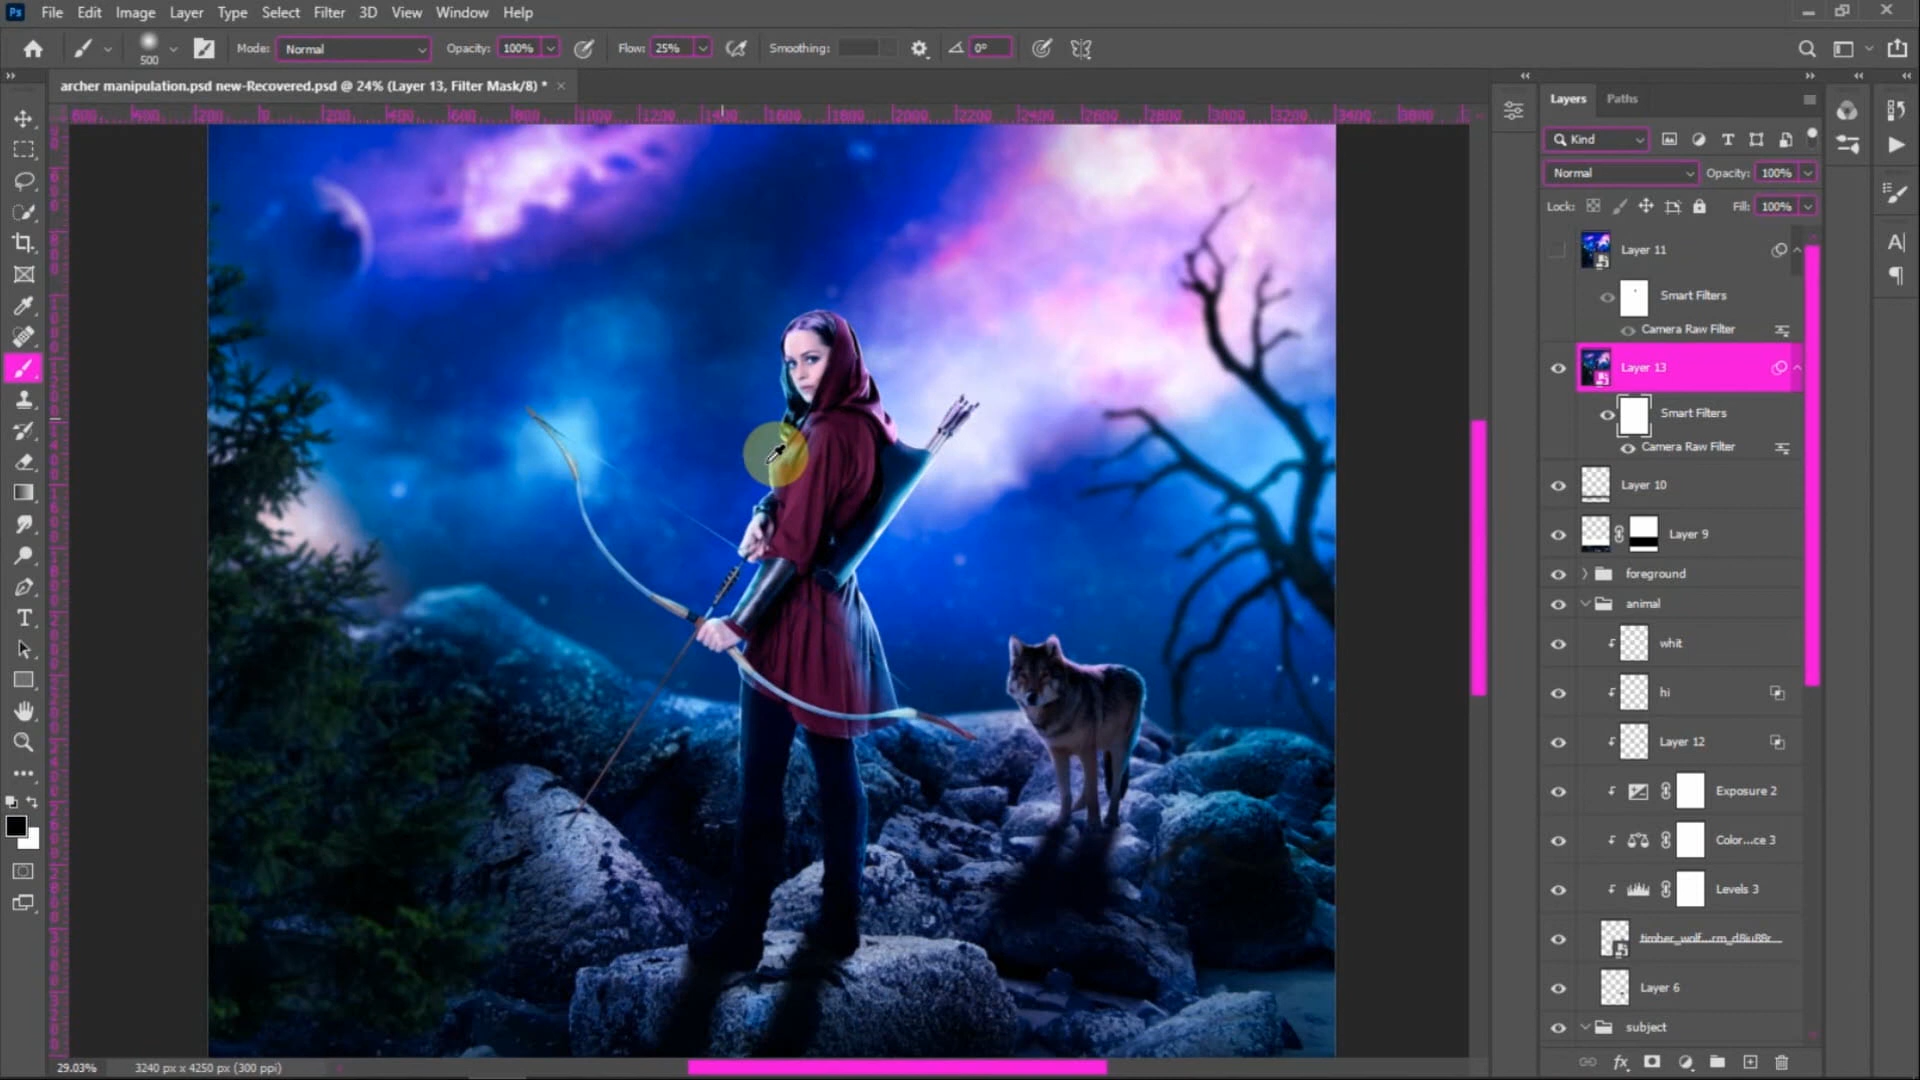 Ps File Edit Image Layer Type Select Filter 3D View Window Help
500 Mode: Normal Opacity: 100% Flow: 25% Smoothing: 0°
archer manipulation.psd new-Recovered.psd @ 24% (Layer 13, Filter Mask/8) *
Layers Paths
Kind
Normal Opacity: 100%
Lock: Fill: 100%
Layer 11
Smart Filters
Camera Raw Filter
Layer 13
Smart Filters
Camera Raw Filter
Layer 10
Layer 9
foreground
animal
whit
hi
Layer 12
Exposure 2
Color...ce 3
Levels 3
Layer 6
subject
29.03% 3240 px x 4250 px (300 ppi)